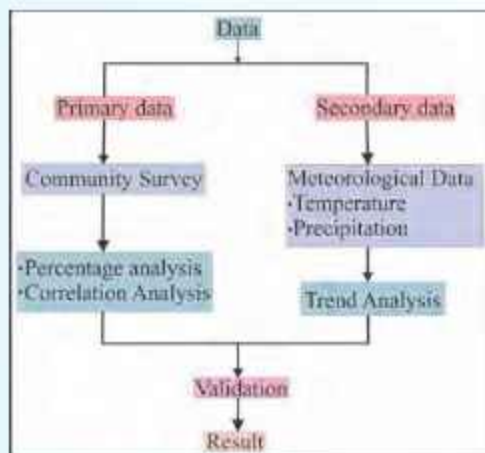 Data
Primary data
Secondary data
Community Survey
Meteorological Data
•Temperature
•Precipitation
•Percentage analysis
•Correlation Analysis
Trend Analysis
Validation
Result